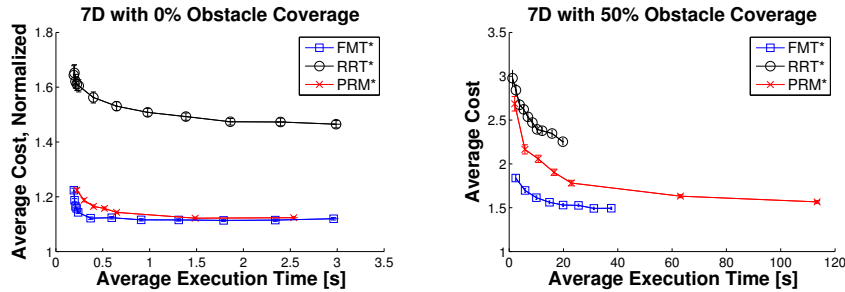 7D with 0% Obstacle Coverage
Average Cost, Normalized
1.8
1.6
1.4
1.2
1
0
0.5
1
1.5
2
2.5
3
3.5
Average Execution Time [s]
FMT*
RRT*
PRM*
7D with 50% Obstacle Coverage
Average Cost
3.5
3
2.5
2
1.5
1
0
20
40
60
80
100
120
Average Execution Time [s]
FMT*
RRT*
PRM*